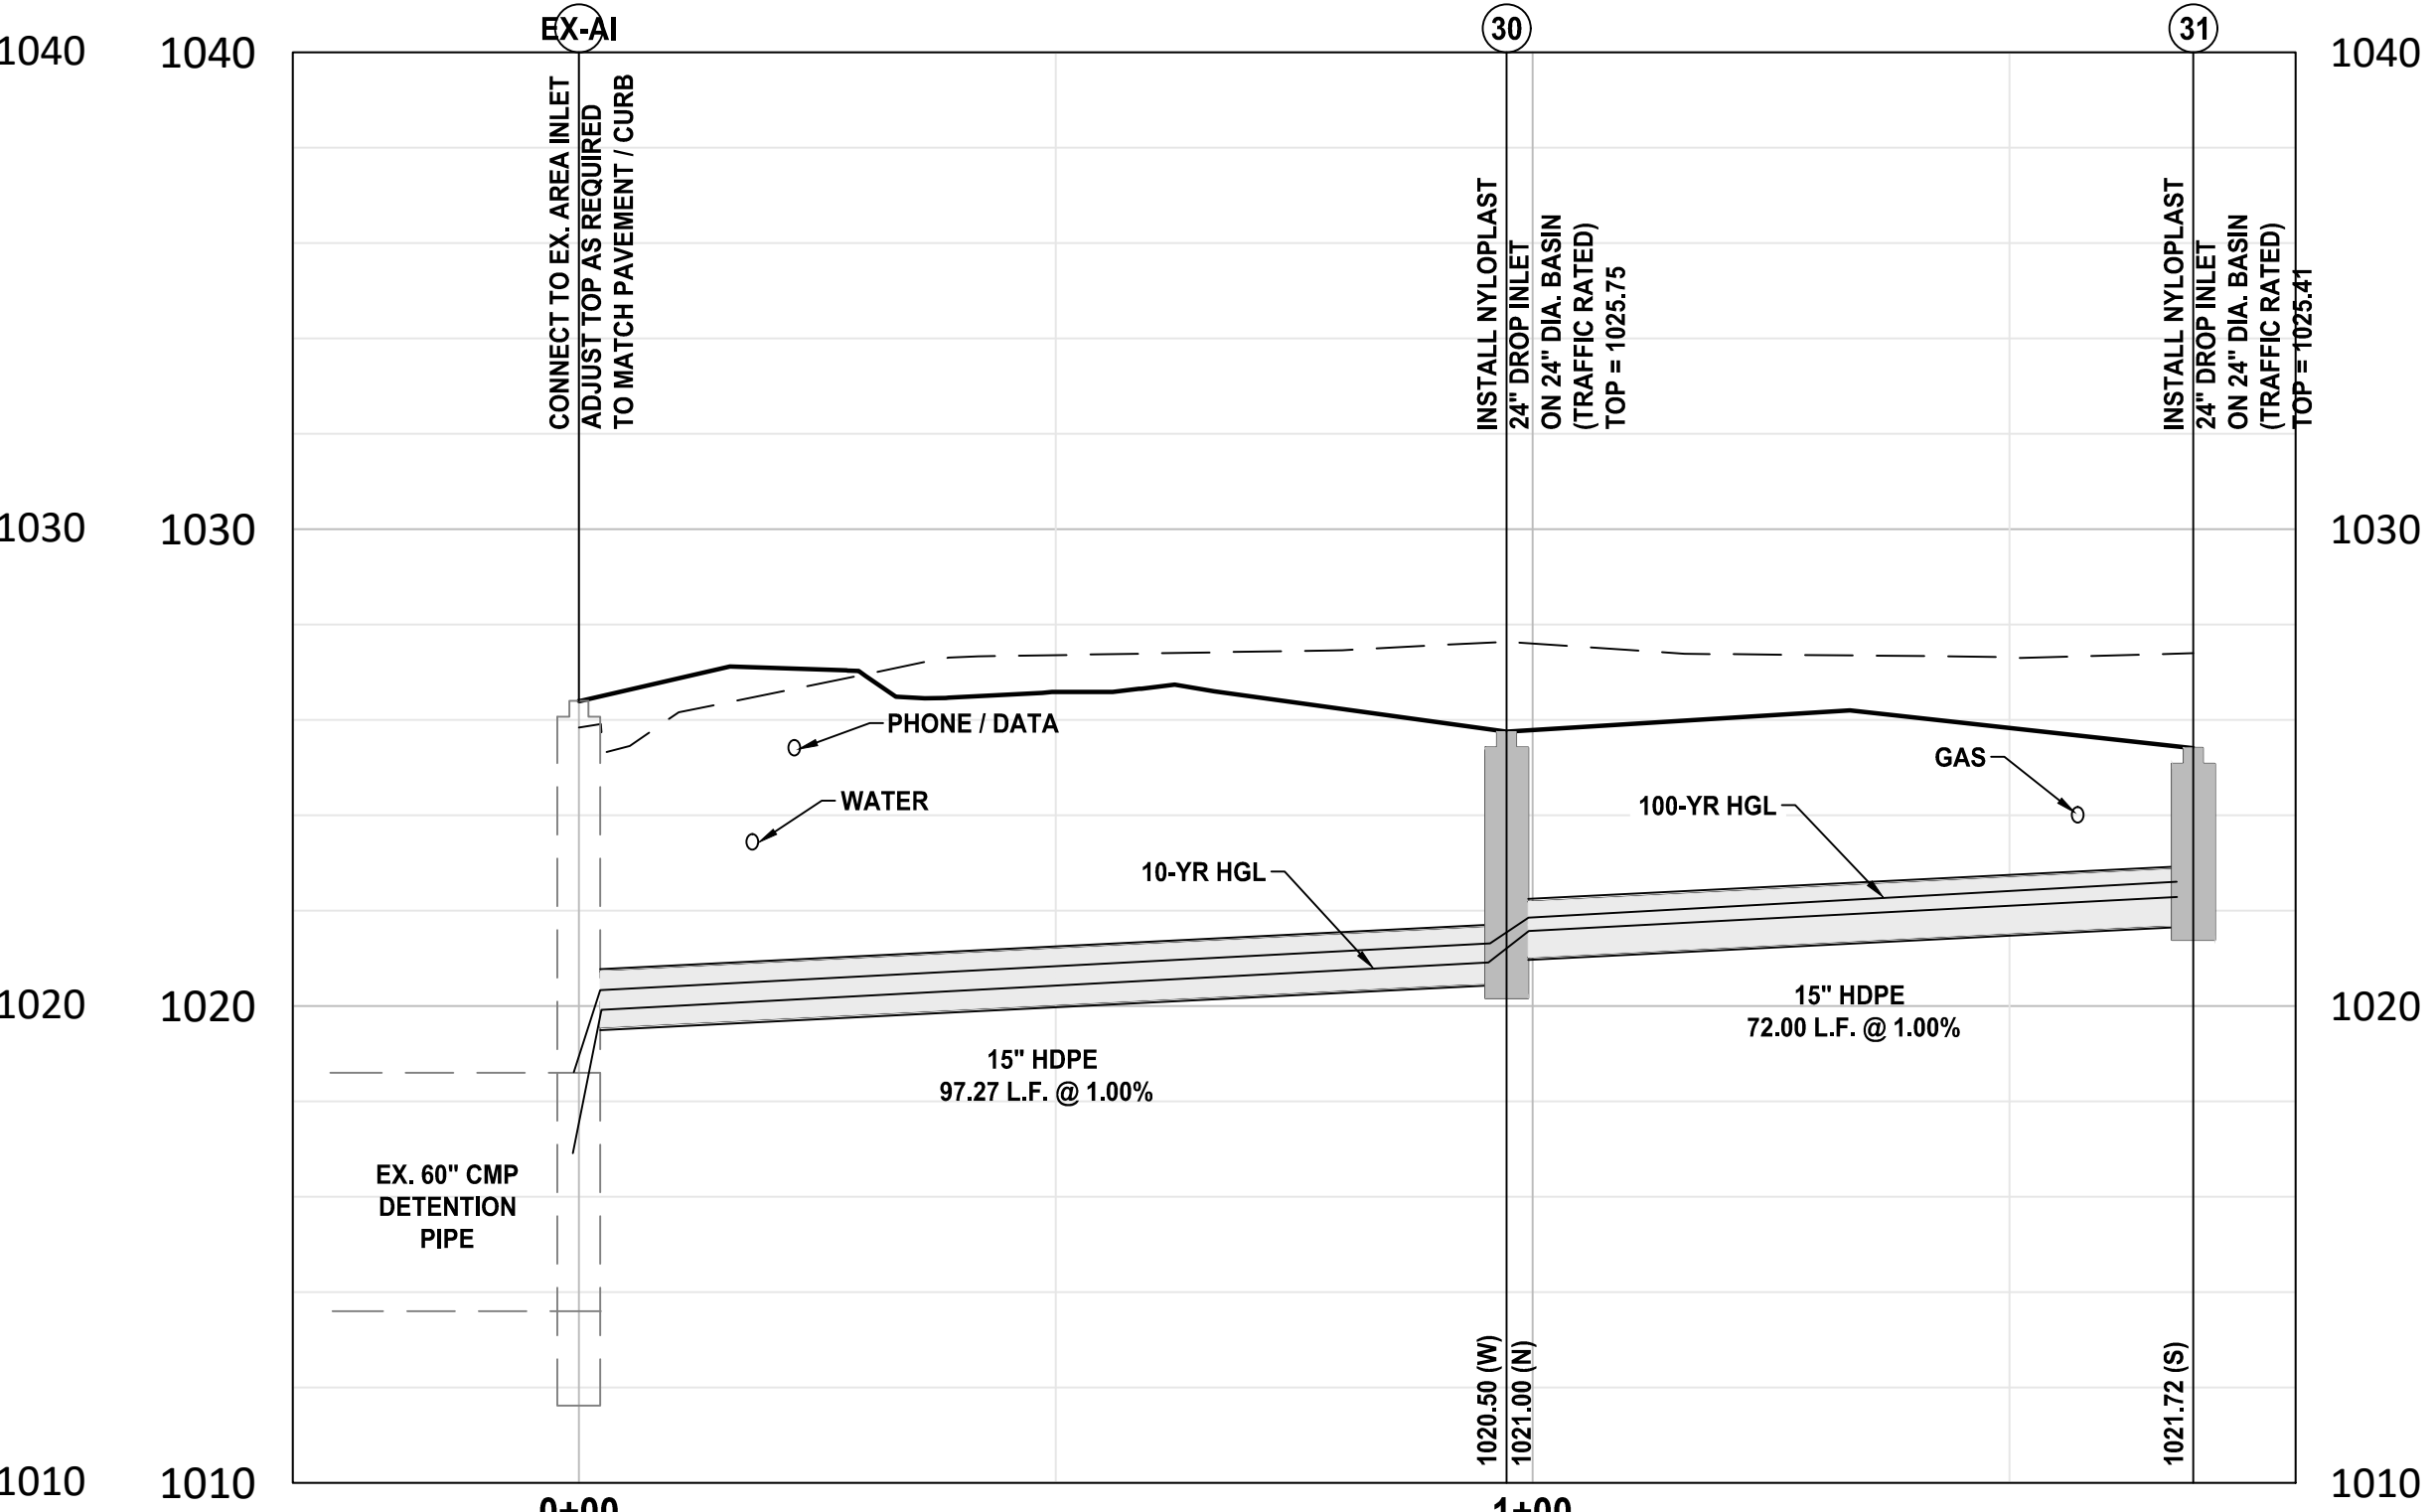 EX-AI
30
31
1040
1040
1040
CONNECT TO EX. AREA INLET
ADJUST TOP AS REQUIRED
TO MATCH PAVEMENT / CURB
INSTALL NYLOPLAST
24" DROP INLET
ON 24" DIA. BASIN
(TRAFFIC RATED)
TOP = 1025.75
INSTALL NYLOPLAST
24" DROP INLET
ON 24" DIA. BASIN
(TRAFFIC RATED)
TOP = 1025.41
1030
1030
1030
PHONE / DATA
GAS
WATER
100-YR HGL
10-YR HGL
1020
1020
1020
15" HDPE
72.00 L.F. @ 1.00%
15" HDPE
97.27 L.F. @ 1.00%
EX. 60" CMP
DETENTION
PIPE
1020.50 (W)
1021.00 (N)
1021.72 (S)
1010
1010
1010
0+00
1+00